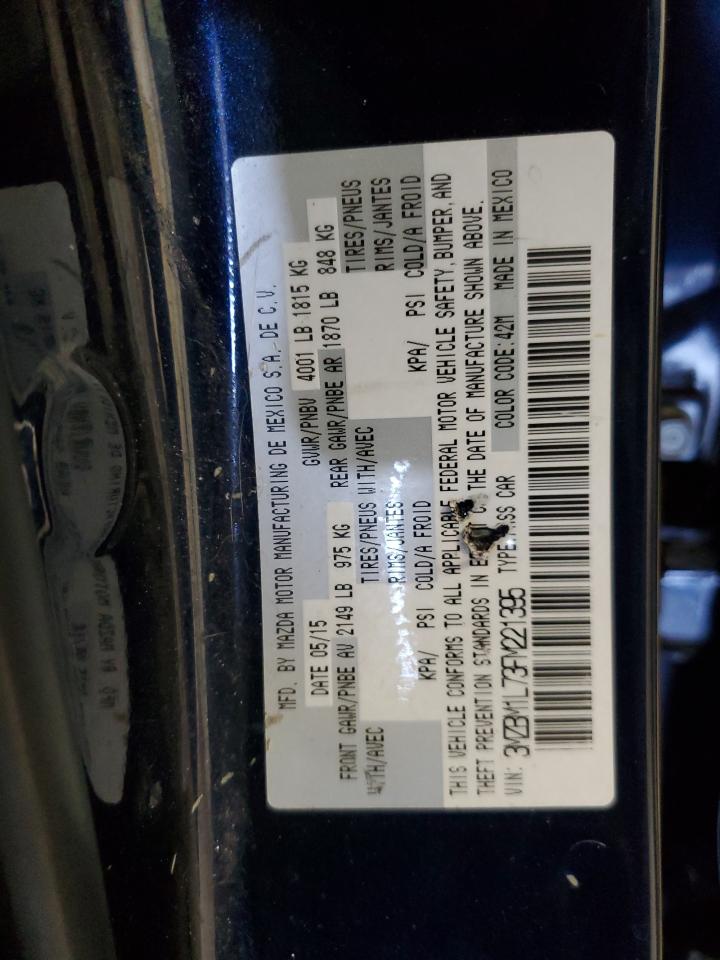 MFD. BY MAZDA MOTOR MANUFACTURING DE MEXICO S.A. DE C.V.
DATE 05/15 GVWR/PNBV 4001 LB 1815 KG
FRONT GAWR/PNBE AV 2149 LB 975 KG REAR GAWR/PNBE AR 1870 LB 848 KG
WITH/AVEC TIRES/PNEUS WITH/AVEC TIRES/PNEUS
RIMS/JANTES RIMS/JANTES
KPA/ PSI COLD/A FROID KPA/ PSI COLD/A FROID
THIS VEHICLE CONFORMS TO ALL APPLICABLE FEDERAL MOTOR VEHICLE SAFETY, BUMPER, AND
THEFT PREVENTION STANDARDS IN THE DATE OF MANUFACTURE SHOWN ABOVE.
VIN: 3MZBM1L73FM221395 TYPE:PASS CAR COLOR CODE:42M MADE IN MEXICO